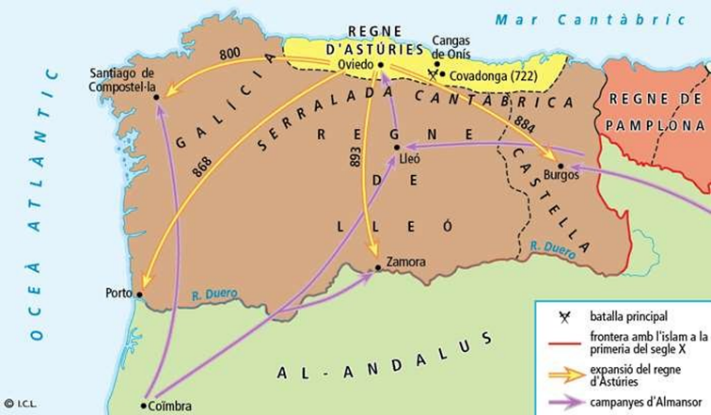 Mar Cantàbric
REGNE
D'ASTÚRIES
Cangas
de Onís
Oviedo
Covadonga (722)
800
Santiago de
Compostel·la
GALÍCIA
SERRALADA CANTÀBRICA
REGNE DE
PAMPLONA
884
REGNE
868
893
Lleó
Burgos
CASTELLA
DE
LLEÓ
OCEÀ ATLÀNTIC
R. Duero
Zamora
Porto
R. Duero
AL-ANDALUS
Coïmbra
batalla principal
frontera amb l'islam a la
primeria del segle X
expansió del regne
d'Astúries
campanyes d'Almansor
© I.C.L.